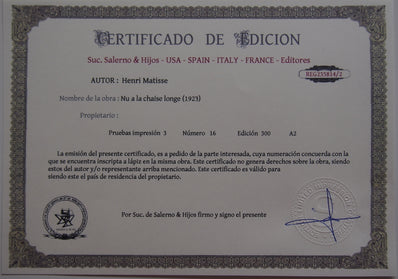 CERTIFICADO DE EDICION
Suc. Salerno & Hijos - USA - SPAIN - ITALY - FRANCE - Editores
REG235814/2
AUTOR : Henri Matisse
Nombre de la obra : Nu a la chaise longe (1923)
Propietario :
Pruebas impresión 3 Número 16 Edición 300 A2
La emisión del presente certificado, es a pedido de la parte interesada, cuya numeración concuerda con la
que se encuentra inscripta a lápiz en la misma obra. Este certificado no genera derechos sobre la obra, siendo
estos del autor y/o representante arriba mencionado. Este certificado es válido para
siendo este el país de residencia del propietario.
Por Suc. de Salerno & Hijos firmo y signo el presente